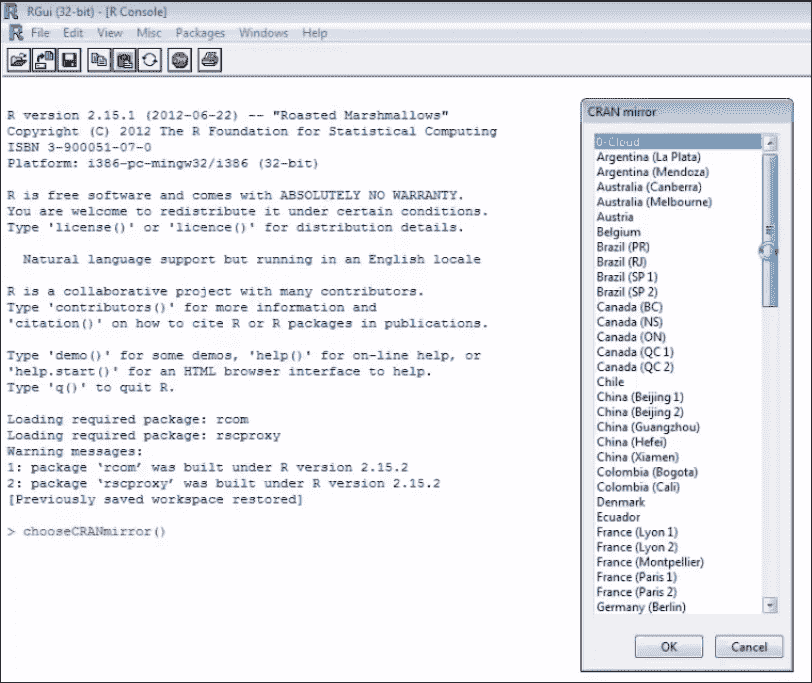 RGui (32-bit) - [R Console]
File Edit View Misc Packages Windows Help
R version 2.15.1 (2012-06-22) -- "Roasted Marshmallows"
Copyright (C) 2012 The R Foundation for Statistical Computing
ISBN 3-900051-07-0
Platform: i386-pc-mingw32/i386 (32-bit)
R is free software and comes with ABSOLUTELY NO WARRANTY.
You are welcome to redistribute it under certain conditions.
Type 'license()' or 'licence()' for distribution details.
Natural language support but running in an English locale
R is a collaborative project with many contributors.
Type 'contributors()' for more information and
'citation()' on how to cite R or R packages in publications.
Type 'demo()' for some demos, 'help()' for on-line help, or
'help.start()' for an HTML browser interface to help.
Type 'q()' to quit R.
Loading required package: rcom
Loading required package: rscproxy
Warning messages:
1: package ‘rcom’ was built under R version 2.15.2
2: package ‘rscproxy’ was built under R version 2.15.2
[Previously saved workspace restored]
> chooseCRANmirror()
CRAN mirror
0-Cloud
Argentina (La Plata)
Argentina (Mendoza)
Australia (Canberra)
Australia (Melbourne)
Austria
Belgium
Brazil (PR)
Brazil (RJ)
Brazil (SP 1)
Brazil (SP 2)
Canada (BC)
Canada (NS)
Canada (ON)
Canada (QC 1)
Canada (QC 2)
Chile
China (Beijing 1)
China (Beijing 2)
China (Guangzhou)
China (Hefei)
China (Xiamen)
Colombia (Bogota)
Colombia (Cali)
Denmark
Ecuador
France (Lyon 1)
France (Lyon 2)
France (Montpellier)
France (Paris 1)
France (Paris 2)
Germany (Berlin)
OK Cancel